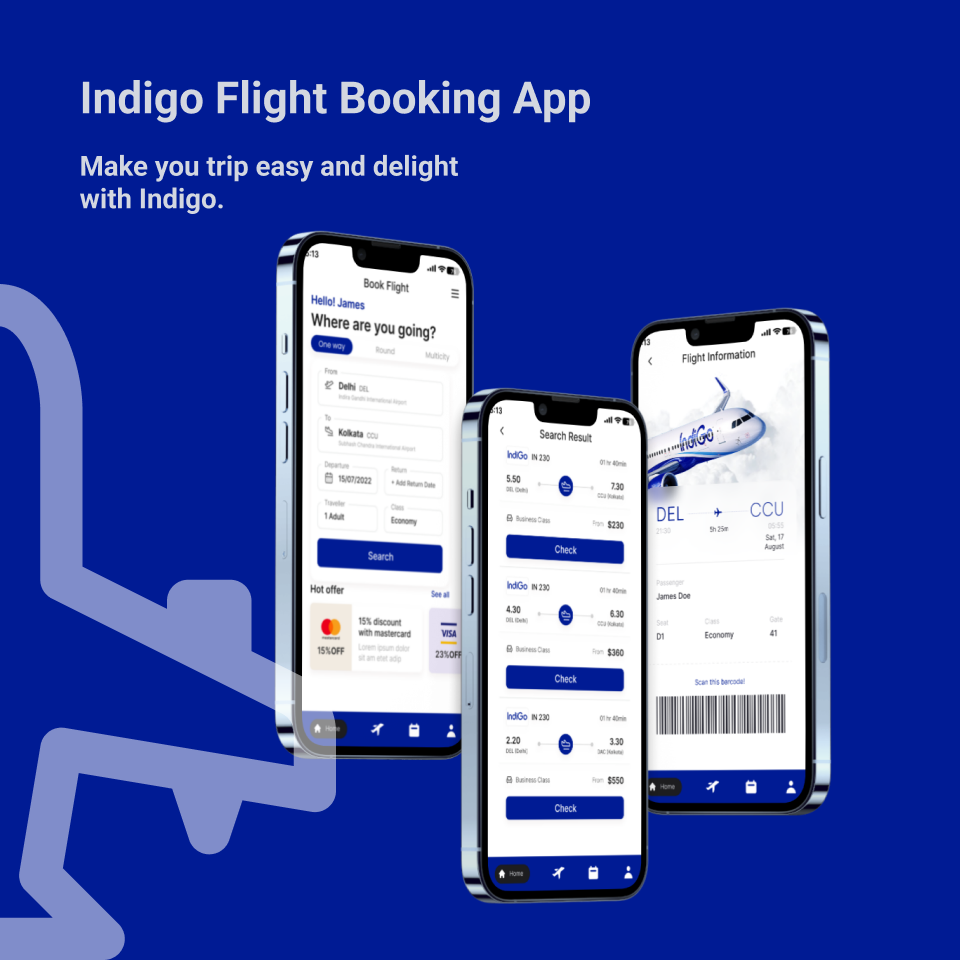 Indigo Flight Booking App
Make you trip easy and delight
with Indigo.
5:13
Book Flight
Hello! James
Where are you going?
One way
Round
Multicity
From
Delhi DEL
Indira Gandhi International Airport
To
Kolkata CCU
Subhash Chandra International Airport
Departure
15/07/2022
Return
+ Add Return Date
Traveller
1 Adult
Class
Economy
Search
Hot offer
See all
mastercard
15%OFF
15% discount
with mastercard
Lorem ipsum dolor
sit am etet adip
VISA
23%OFF
Home
5:13
Search Result
IndiGo IN 230
01 hr 40min
5.50
DEL (Delhi)
7.30
CCU (Kolkata)
Business Class
From $230
Check
IndiGo IN 230
01 hr 40min
4.30
DEL (Delhi)
6.30
CCU (Kolkata)
Business Class
From $360
Check
IndiGo IN 230
01 hr 40min
2.20
DEL (Delhi)
3.30
DAC (Kolkata)
Business Class
From $550
Check
Home
13
Flight Information
IndiGo
DEL
CCU
21:30
5h 25m
05:55
Sat, 17
August
Passenger
James Doe
Seat
D1
Class
Economy
Gate
41
Scan this barcode!
Home